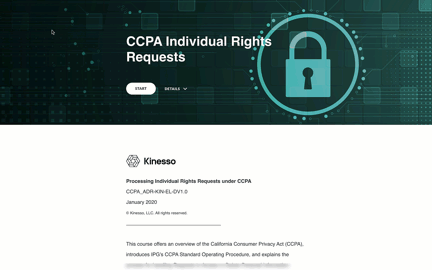 CCPA Individual Rights
Requests
START
DETAILS
Kinesso
Processing Individual Rights Requests under CCPA
CCPA_ADR-KIN-EL-DV1.0
January 2020
© Kinesso, LLC. All rights reserved.
This course offers an overview of the California Consumer Privacy Act (CCPA),
introduces IPG's CCPA Standard Operating Procedure, and explains the